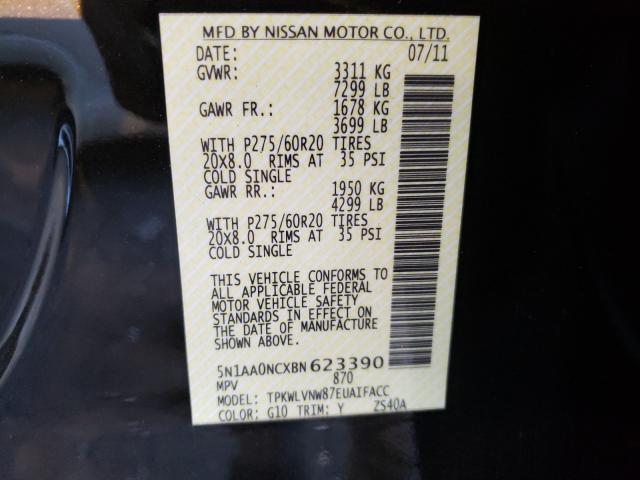 MFD BY NISSAN MOTOR CO., LTD.
DATE: 07/11
GVWR: 3311 KG
7299 LB
GAWR FR.: 1678 KG
3699 LB
WITH P275/60R20 TIRES
20X8.0 RIMS AT 35 PSI
COLD SINGLE
GAWR RR.: 1950 KG
4299 LB
WITH P275/60R20 TIRES
20X8.0 RIMS AT 35 PSI
COLD SINGLE
THIS VEHICLE CONFORMS TO
ALL APPLICABLE FEDERAL
MOTOR VEHICLE SAFETY
STANDARDS IN EFFECT ON
THE DATE OF MANUFACTURE
SHOWN ABOVE.
5N1AA0NCXBN623390
MPV 870
MODEL: TPKWLVNW87EUAIFACC
COLOR: G10 TRIM: Y ZS40A